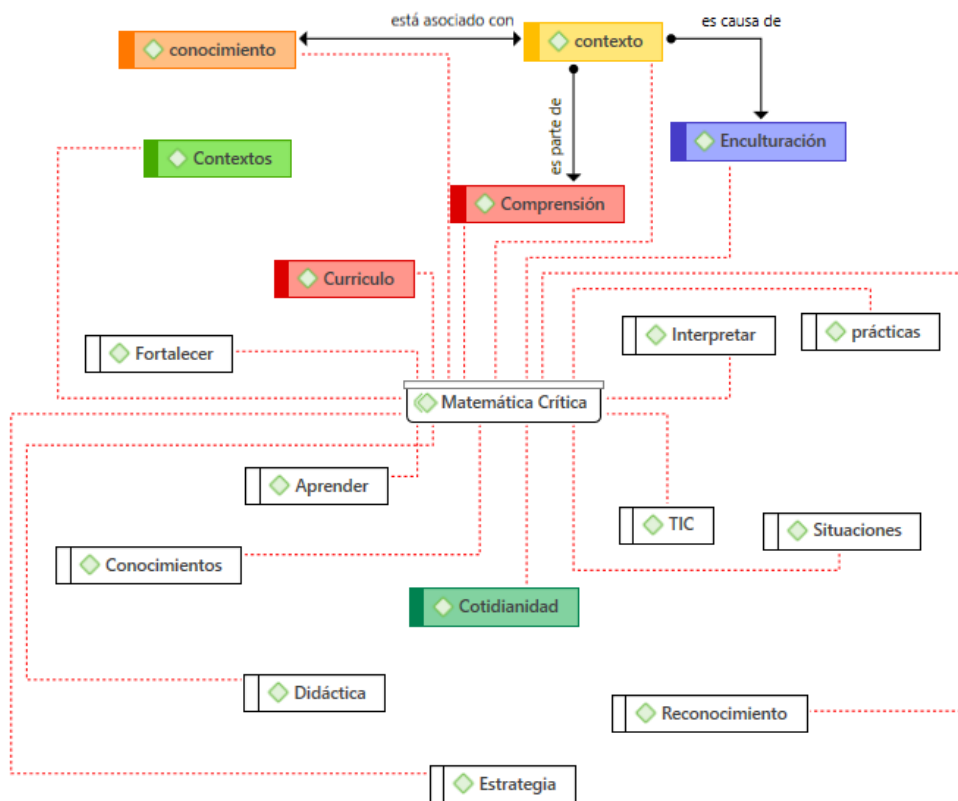 está asociado con
es causa de
conocimiento
contexto
es parte de
Enculturación
Contextos
Comprensión
Curriculo
Fortalecer
Interpretar
prácticas
Matemática Crítica
Aprender
TIC
Situaciones
Conocimientos
Cotidianidad
Didáctica
Reconocimiento
Estrategia